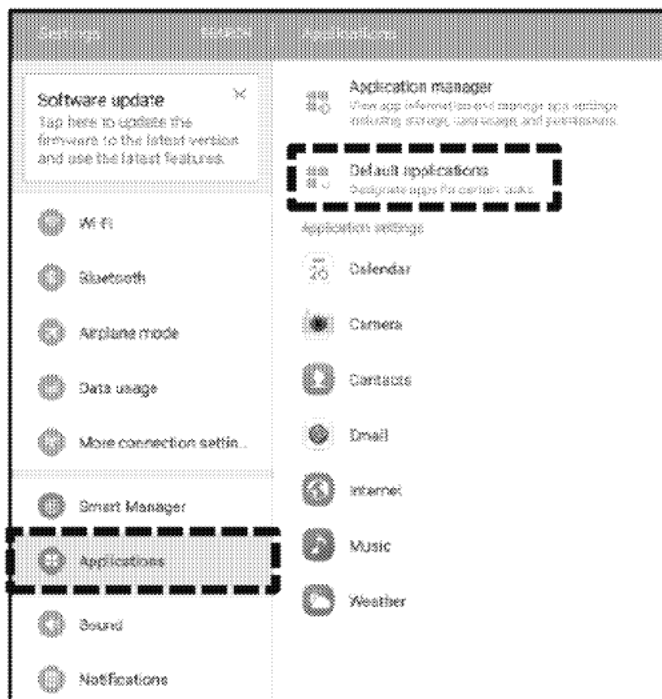 Settings
SEARCH
Applications
Software update
Tap here to update the
firmware to the latest version
and use the latest features.
Wi-Fi
Bluetooth
Airplane mode
Data usage
More connection settin..
Smart Manager
Applications
Sound
Notifications
Application manager
View app information and manage app settings
including storage, data usage, and permissions.
Default applications
Designate apps for certain tasks.
Application settings
26
Calendar
Camera
Contacts
Email
Internet
Music
Weather